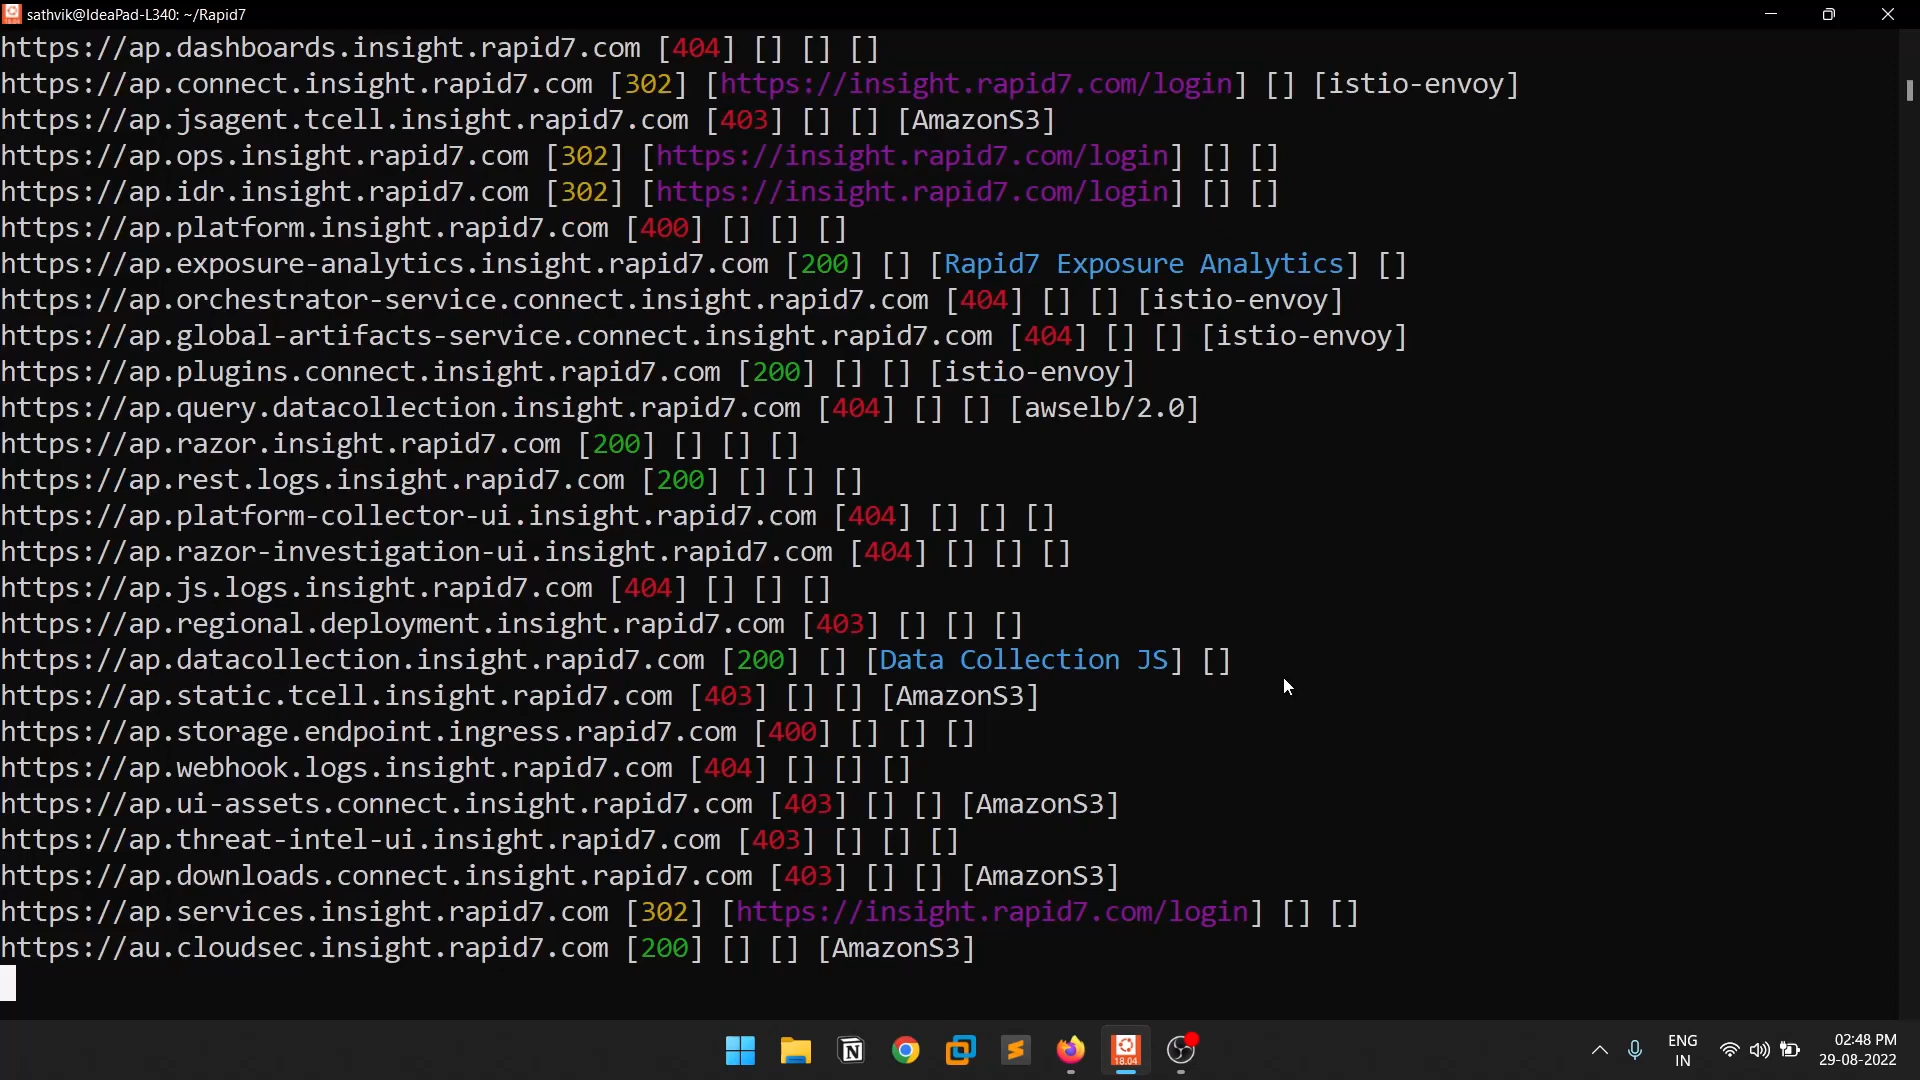 sathvik@IdeaPad-L340: ~/Rapid7
https://ap.dashboards.insight.rapid7.com [404] [] [] []
https://ap.connect.insight.rapid7.com [302] [https://insight.rapid7.com/login] [] [istio-envoy]
https://ap.jsagent.tcell.insight.rapid7.com [403] [] [] [AmazonS3]
https://ap.ops.insight.rapid7.com [302] [https://insight.rapid7.com/login] [] []
https://ap.idr.insight.rapid7.com [302] [https://insight.rapid7.com/login] [] []
https://ap.platform.insight.rapid7.com [400] [] [] []
https://ap.exposure-analytics.insight.rapid7.com [200] [] [Rapid7 Exposure Analytics] []
https://ap.orchestrator-service.connect.insight.rapid7.com [404] [] [] [istio-envoy]
https://ap.global-artifacts-service.connect.insight.rapid7.com [404] [] [] [istio-envoy]
https://ap.plugins.connect.insight.rapid7.com [200] [] [] [istio-envoy]
https://ap.query.datacollection.insight.rapid7.com [404] [] [] [awselb/2.0]
https://ap.razor.insight.rapid7.com [200] [] [] []
https://ap.rest.logs.insight.rapid7.com [200] [] [] []
https://ap.platform-collector-ui.insight.rapid7.com [404] [] [] []
https://ap.razor-investigation-ui.insight.rapid7.com [404] [] [] []
https://ap.js.logs.insight.rapid7.com [404] [] [] []
https://ap.regional.deployment.insight.rapid7.com [403] [] [] []
https://ap.datacollection.insight.rapid7.com [200] [] [Data Collection JS] []
https://ap.static.tcell.insight.rapid7.com [403] [] [] [AmazonS3]
https://ap.storage.endpoint.ingress.rapid7.com [400] [] [] []
https://ap.webhook.logs.insight.rapid7.com [404] [] [] []
https://ap.ui-assets.connect.insight.rapid7.com [403] [] [] [AmazonS3]
https://ap.threat-intel-ui.insight.rapid7.com [403] [] [] []
https://ap.downloads.connect.insight.rapid7.com [403] [] [] [AmazonS3]
https://ap.services.insight.rapid7.com [302] [https://insight.rapid7.com/login] [] []
https://au.cloudsec.insight.rapid7.com [200] [] [] [AmazonS3]
18.04
ENG
IN
02:48 PM
29-08-2022